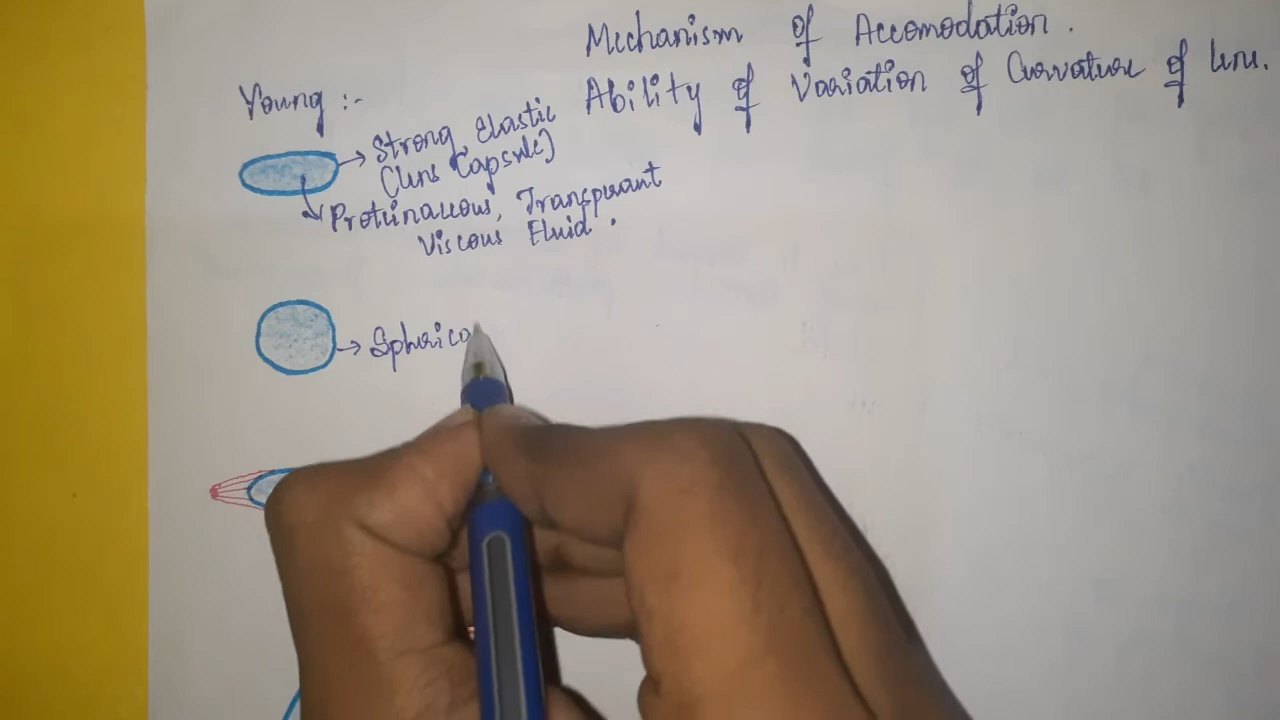 Mechanism of Accomodation.
Ability of Variation of Curvature of lens.
Young :-
Strong, Elastic
(Lens Capsule)
Proteinaceous, Transparent
Viscous Fluid.
Spherica